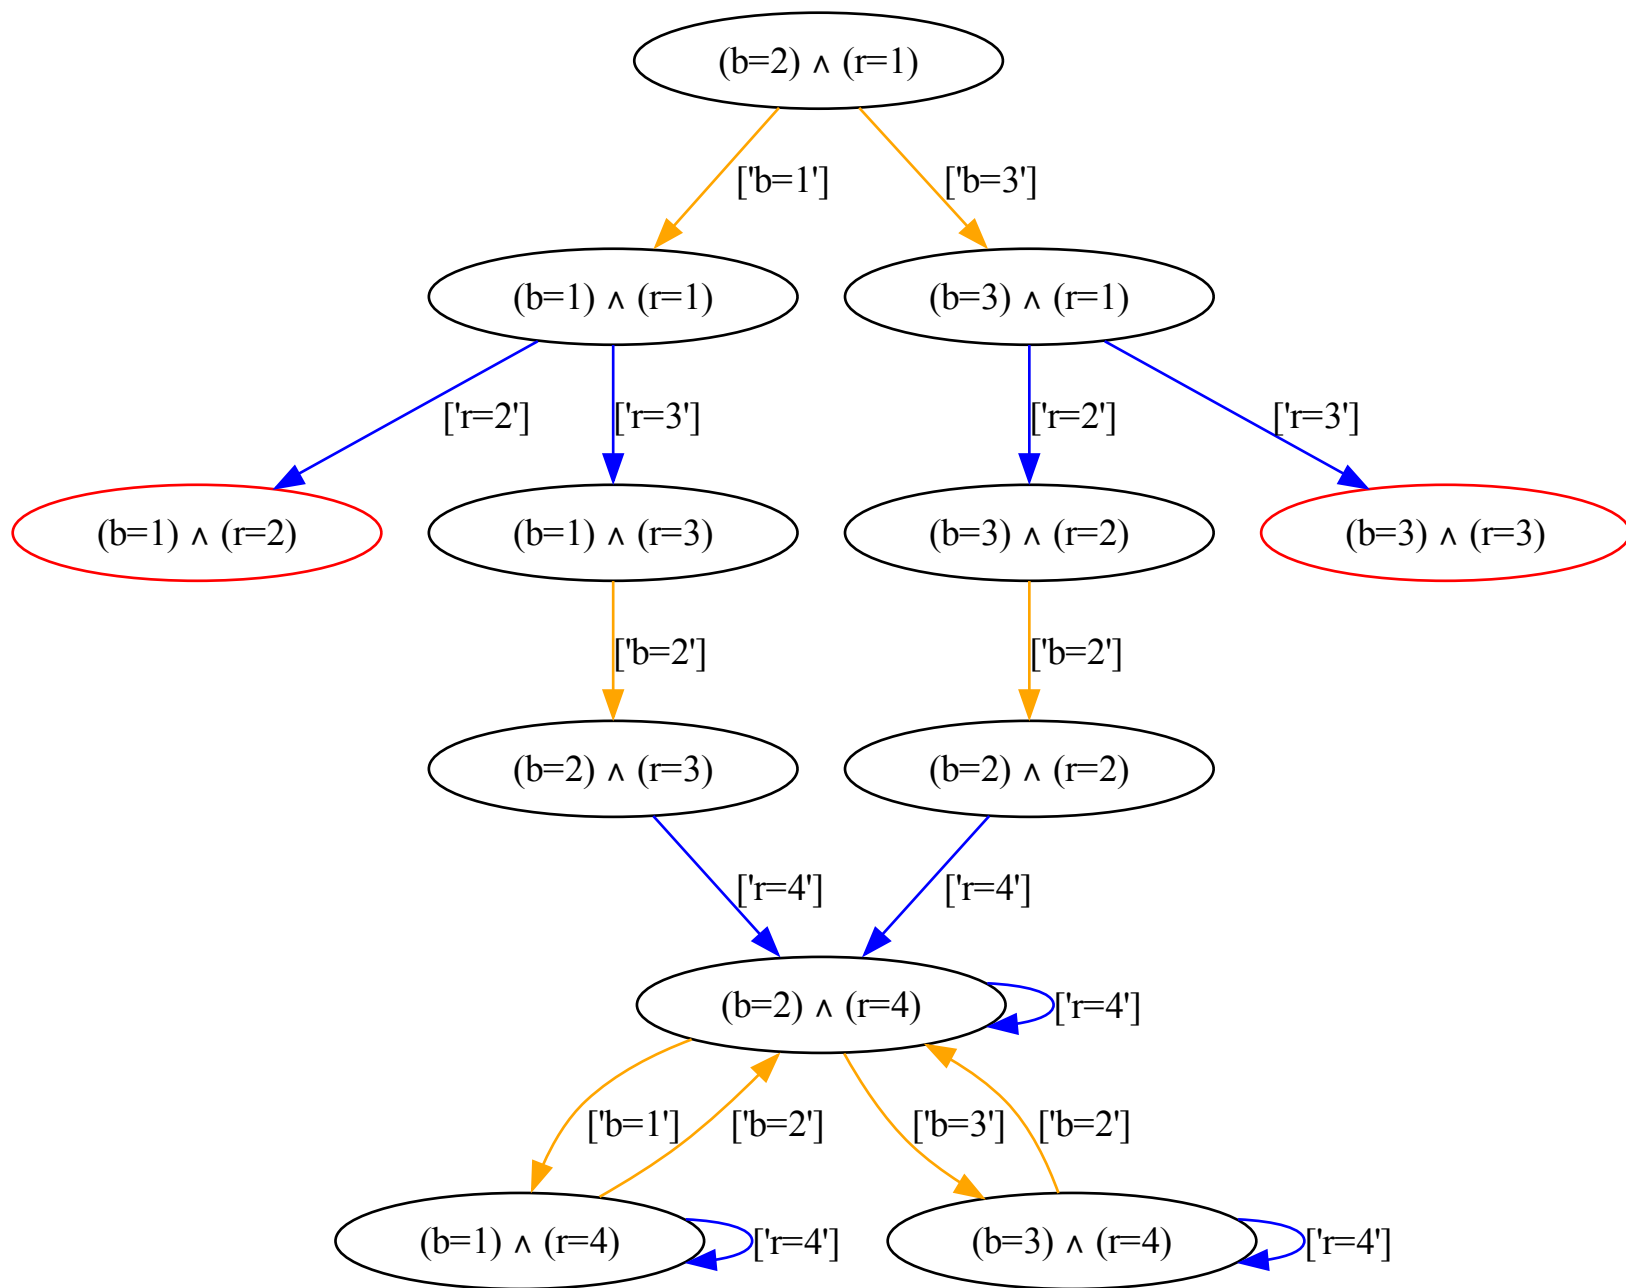 (b=2) ∧ (r=1)
['b=1']
['b=3']
(b=1) ∧ (r=1)
(b=3) ∧ (r=1)
['r=2']
['r=3']
['r=2']
['r=3']
(b=1) ∧ (r=2)
(b=1) ∧ (r=3)
(b=3) ∧ (r=2)
(b=3) ∧ (r=3)
['b=2']
['b=2']
(b=2) ∧ (r=3)
(b=2) ∧ (r=2)
['r=4']
['r=4']
(b=2) ∧ (r=4)
['r=4']
['b=1']
['b=2']
['b=3']
['b=2']
(b=1) ∧ (r=4)
['r=4']
(b=3) ∧ (r=4)
['r=4']